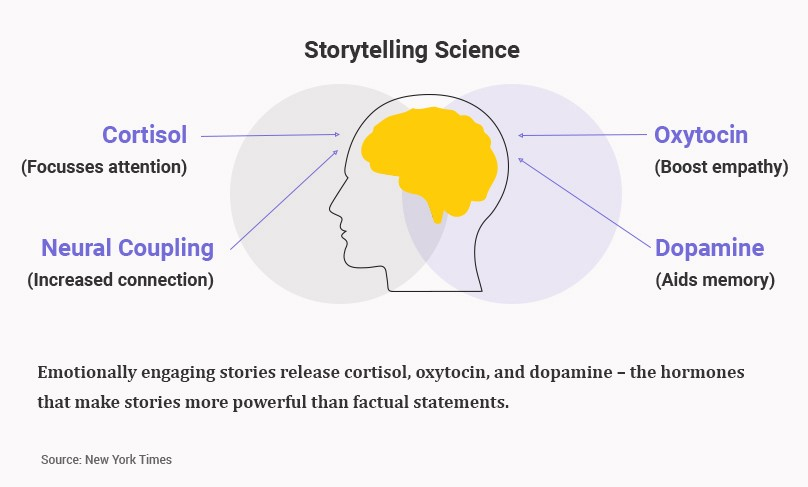 Storytelling Science
Cortisol
(Focusses attention)
Oxytocin
(Boost empathy)
Neural Coupling
(Increased connection)
Dopamine
(Aids memory)
Emotionally engaging stories release cortisol, oxytocin, and dopamine – the hormones
that make stories more powerful than factual statements.
Source: New York Times